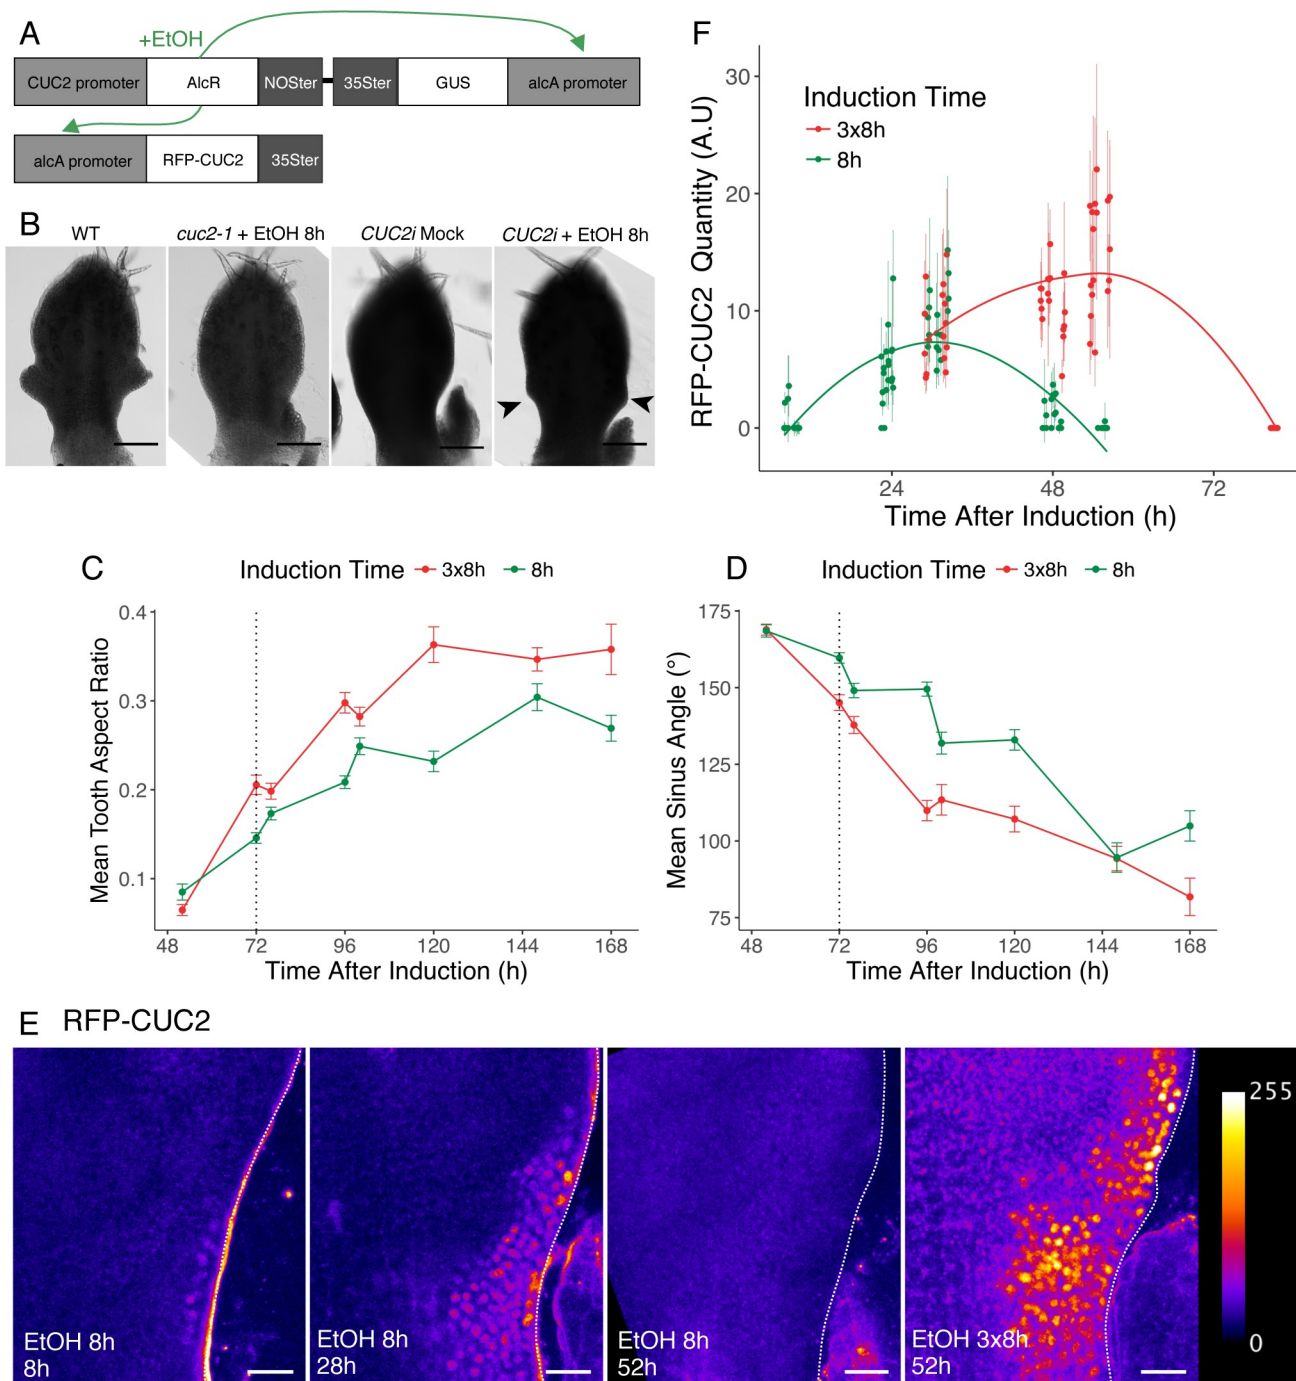 A
+EtOH
CUC2 promoter AlcR NOSter 35Ster GUS alcA promoter
alcA promoter RFP-CUC2 35Ster
B
WT cuc2-1 + EtOH 8h CUC2i Mock CUC2i + EtOH 8h
F
Induction Time
3x8h
8h
RFP-CUC2 Quantity (A.U)
30
20
10
0
24 48 72
Time After Induction (h)
C
Induction Time 3x8h 8h
Mean Tooth Aspect Ratio
0.4
0.3
0.2
0.1
48 72 96 120 144 168
Time After Induction (h)
D
Induction Time 3x8h 8h
Mean Sinus Angle (°)
175
150
125
100
75
48 72 96 120 144 168
Time After Induction (h)
E RFP-CUC2
EtOH 8h
8h
EtOH 8h
28h
EtOH 8h
52h
EtOH 3x8h
52h
255
0